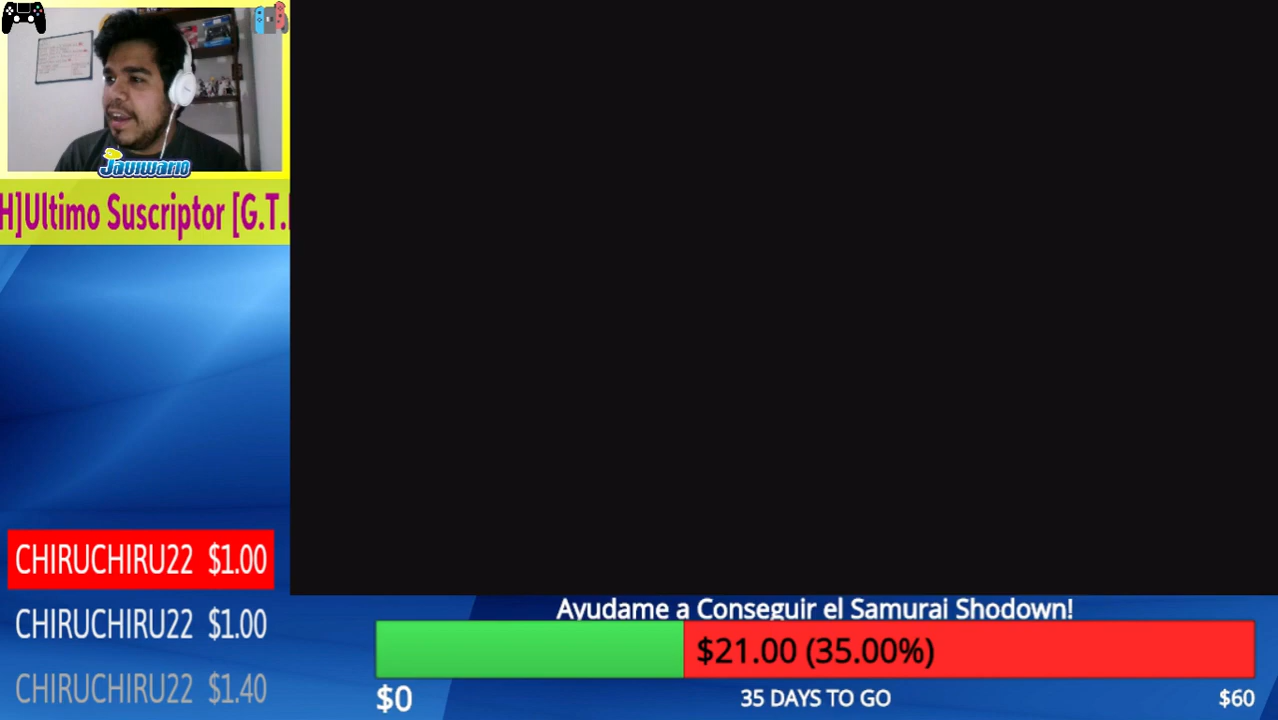 Javiwario
H]Ultimo Suscriptor [G.T.
CHIRUCHIRU22 $1.00
CHIRUCHIRU22 $1.00
CHIRUCHIRU22 $1.40
Ayudame a Conseguir el Samurai Shodown!
$21.00 (35.00%)
$0
35 DAYS TO GO
$60